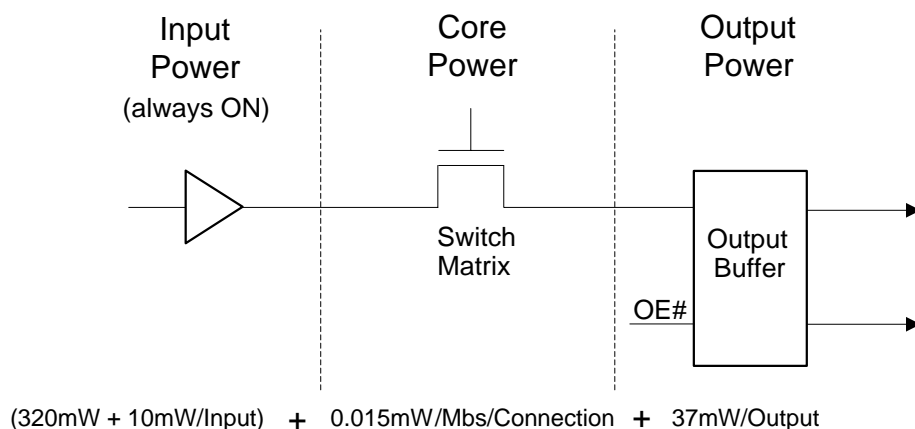 Input
Power
(always ON)
Core
Power
Output
Power
Switch
Matrix
Output
Buffer
OE#
(320mW + 10mW/Input) + 0.015mW/Mbs/Connection + 37mW/Output